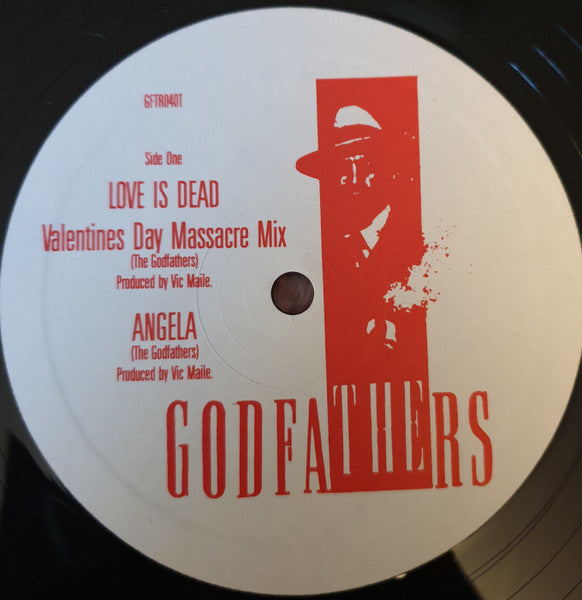 GFTR040T
Side One
LOVE IS DEAD
Valentines Day Massacre Mix
(The Godfathers)
Produced by Vic Maile.
ANGELA
(The Godfathers)
Produced by Vic Maile.
GODFATHERS